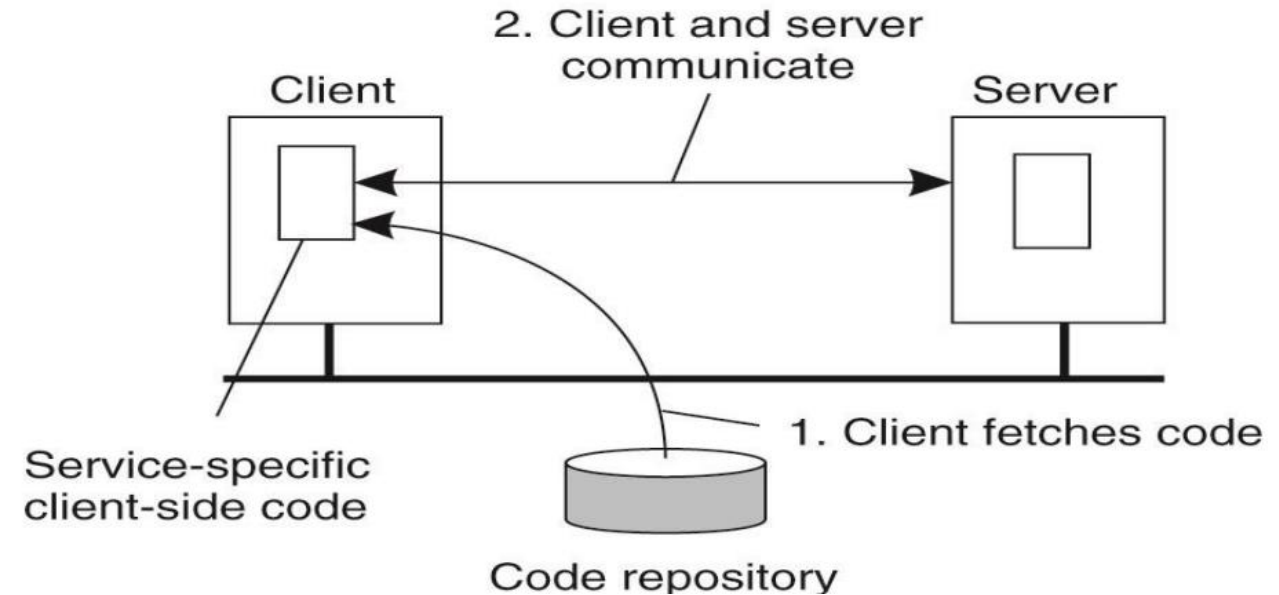 2. Client and server
communicate
Client
Server
1. Client fetches code
Service-specific
client-side code
Code repository